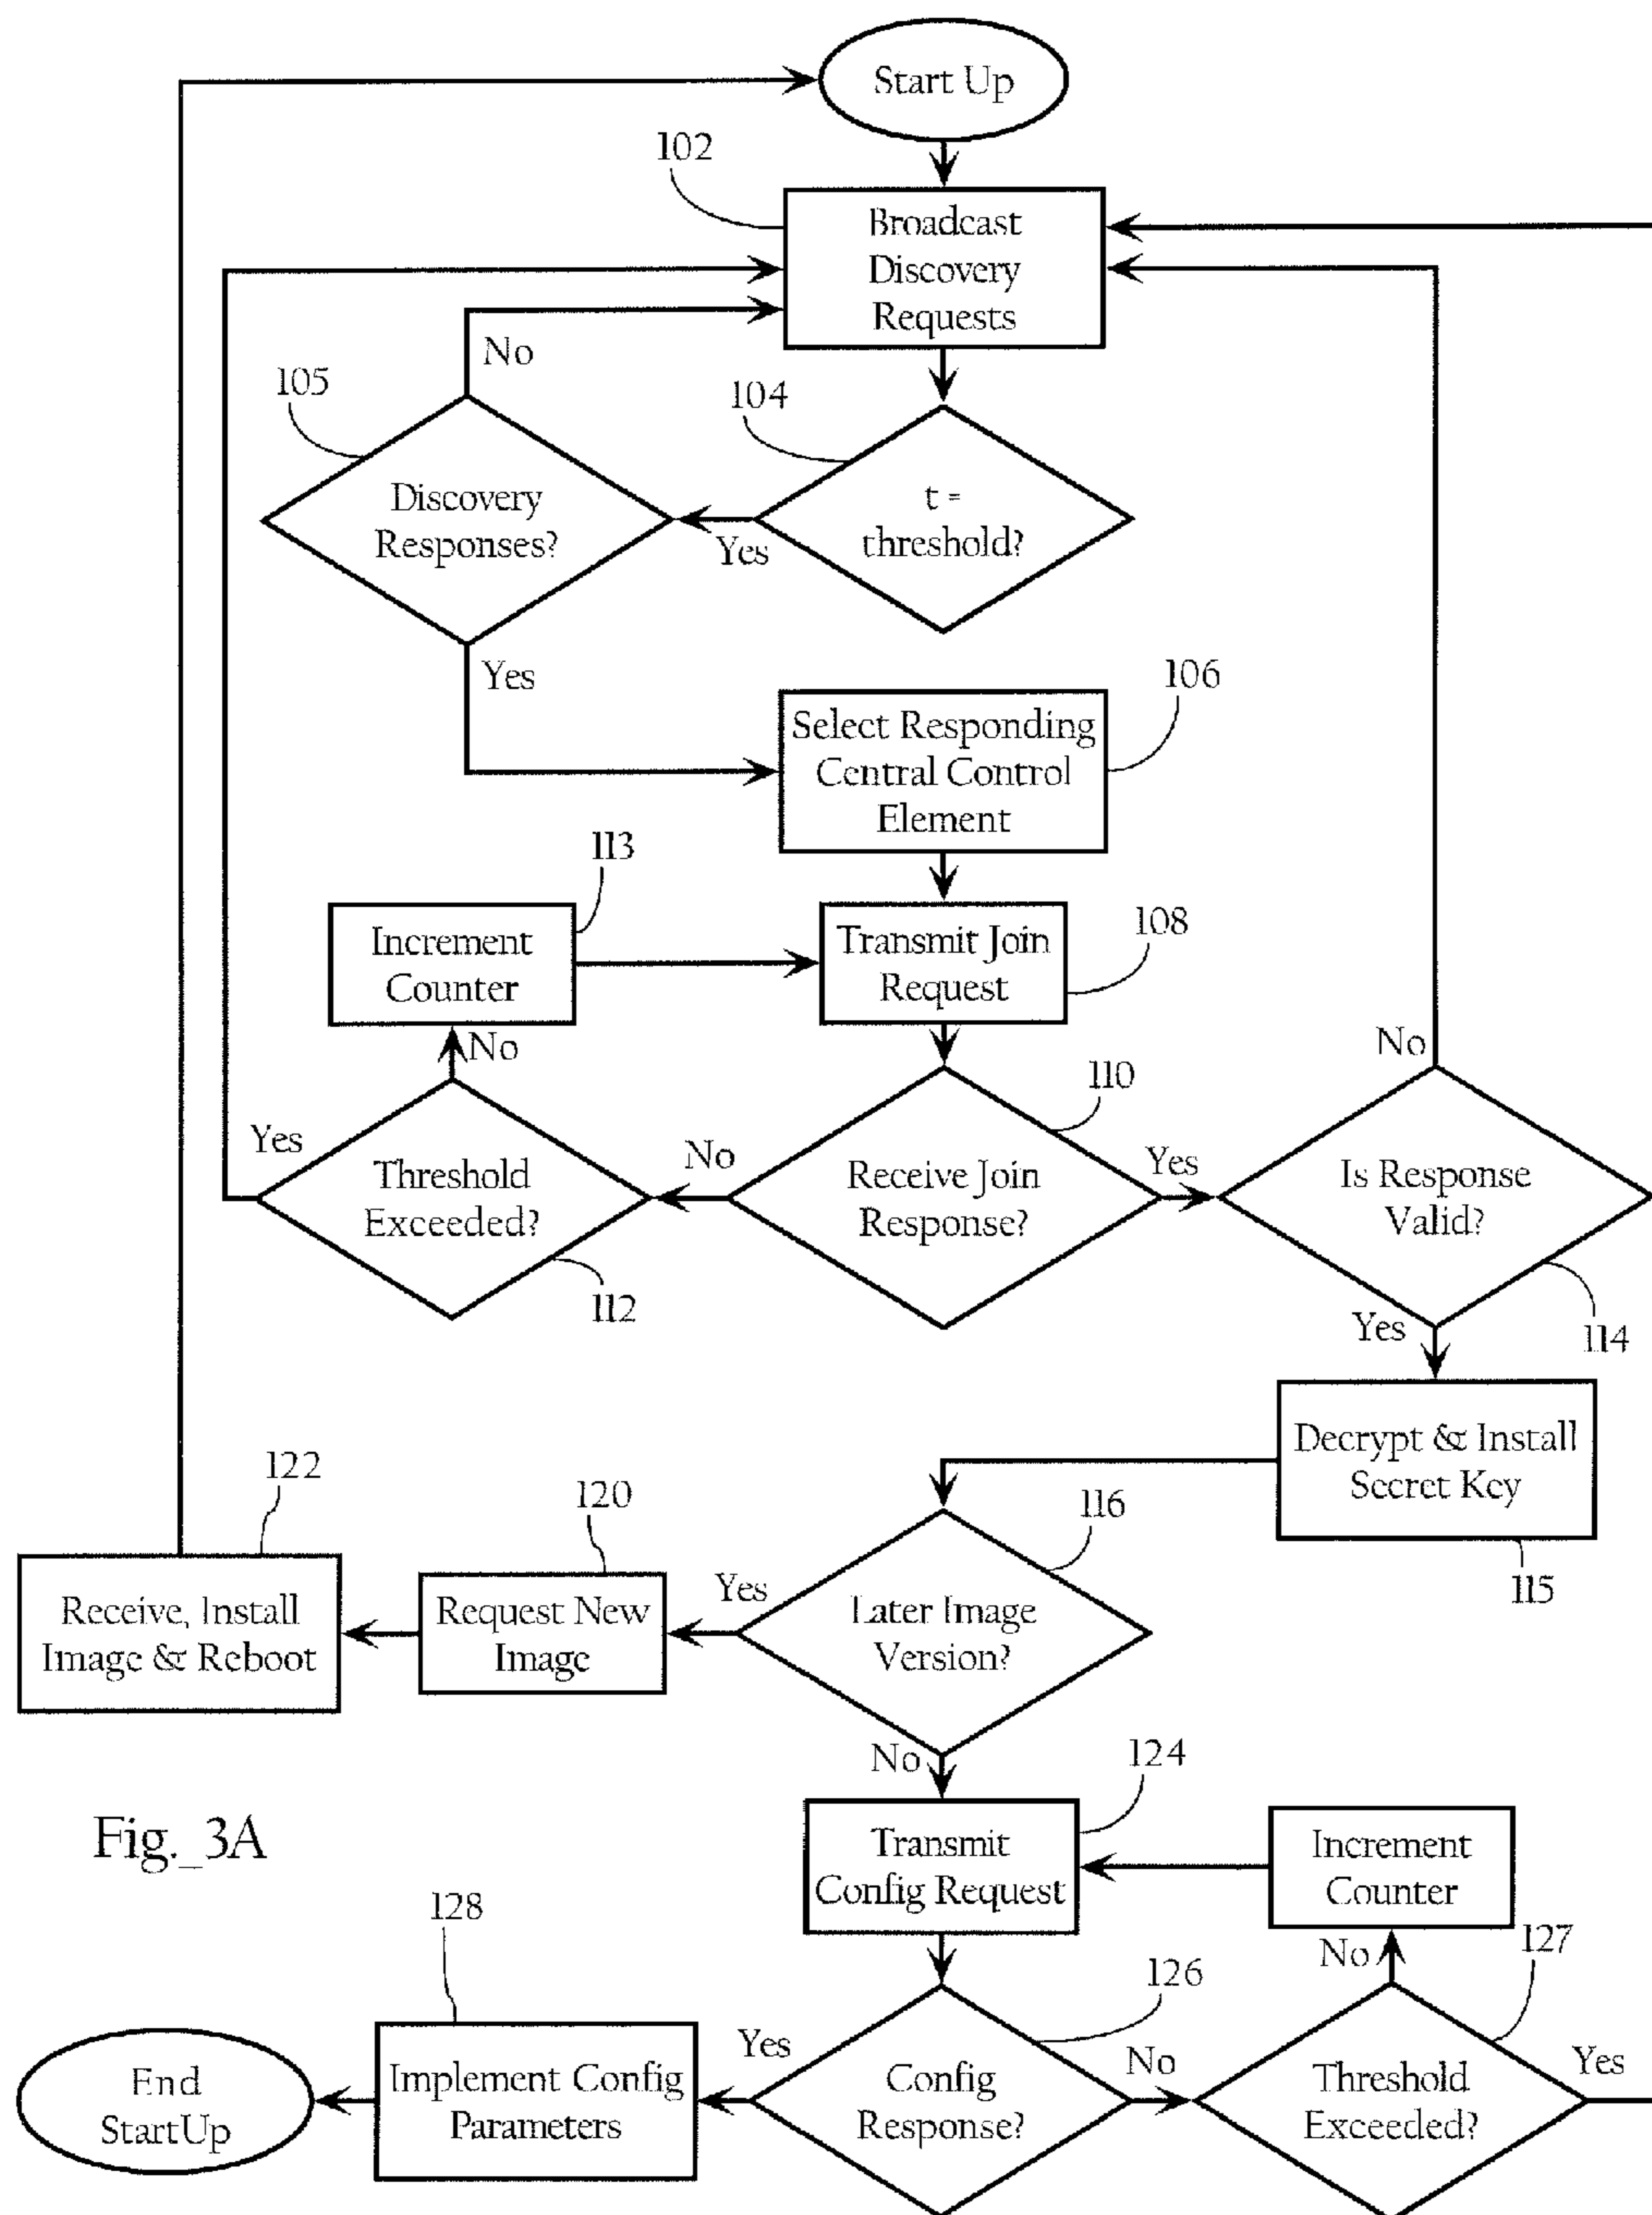 Start Up
102
Broadcast
Discovery
Requests
No
105
104
Discovery
Responses?
Yes
t =
threshold?
Yes
106
Select Responding
Central Control
Element
113
Increment
Counter
108
Transmit Join
Request
No
No
110
Yes
Threshold
Exceeded?
No
Receive Join
Response?
Yes
Is Response
Valid?
112
Yes
114
Decrypt & Install
Secret Key
115
122
120
116
Receive, Install
Image & Reboot
Request New
Image
Yes
Later Image
Version?
No
124
Fig._3A
Transmit
Config Request
Increment
Counter
128
No
127
126
End
StartUp
Implement Config
Parameters
Yes
Config
Response?
No
Threshold
Exceeded?
Yes